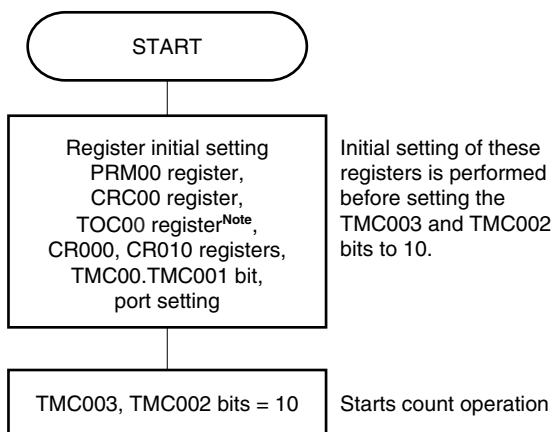 START
Register initial setting
PRM00 register,
CRC00 register,
TOC00 register^Note,
CR000, CR010 registers,
TMC00.TMC001 bit,
port setting
Initial setting of these
registers is performed
before setting the
TMC003 and TMC002
bits to 10.
TMC003, TMC002 bits = 10
Starts count operation